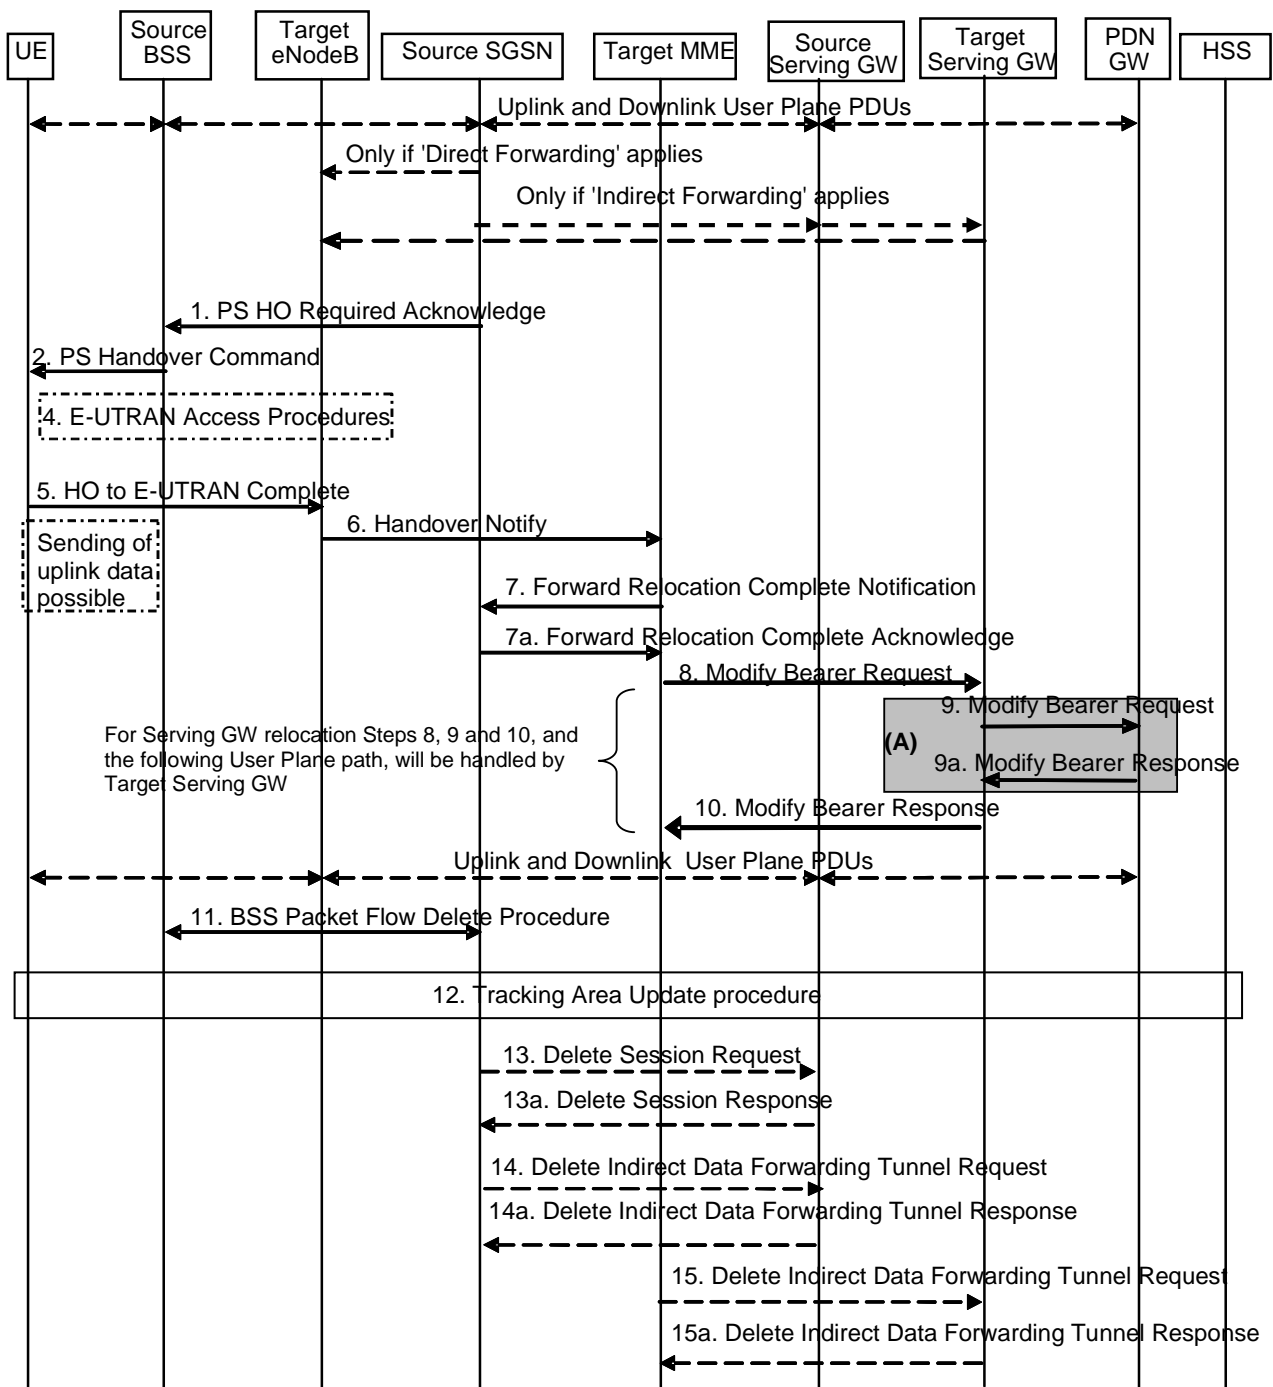 UE
Source
BSS
Target
eNodeB
Source SGSN
Target MME
Source
Serving GW
Target
Serving GW
PDN
GW
HSS
Uplink and Downlink User Plane PDUs
Only if 'Direct Forwarding' applies
Only if 'Indirect Forwarding' applies
1. PS HO Required Acknowledge
2. PS Handover Command
4. E-UTRAN Access Procedures
5. HO to E-UTRAN Complete
6. Handover Notify
Sending of
uplink data
possible
7. Forward Relocation Complete Notification
7a. Forward Relocation Complete Acknowledge
8. Modify Bearer Request
9. Modify Bearer Request
(A)
9a. Modify Bearer Response
For Serving GW relocation Steps 8, 9 and 10, and
the following User Plane path, will be handled by
Target Serving GW
10. Modify Bearer Response
Uplink and Downlink User Plane PDUs
11. BSS Packet Flow Delete Procedure
12. Tracking Area Update procedure
13. Delete Session Request
13a. Delete Session Response
14. Delete Indirect Data Forwarding Tunnel Request
14a. Delete Indirect Data Forwarding Tunnel Response
15. Delete Indirect Data Forwarding Tunnel Request
15a. Delete Indirect Data Forwarding Tunnel Response